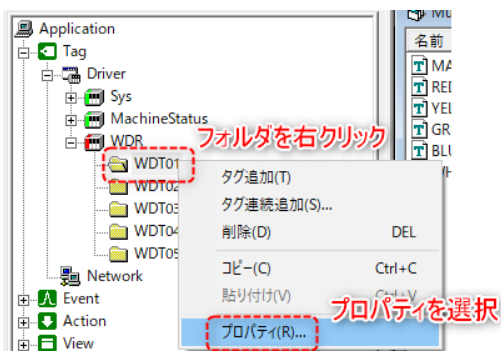 Application
Tag
Driver
Sys
MachineStatus
WDR
WDT01
WDT02
WDT03
WDT04
WDT05
Network
Event
Action
View
フォルダを右クリック
タグ追加(T)
タグ連続追加(S)...
削除(D) DEL
コピー(C) Ctrl+C
貼り付け(V) Ctrl+V
プロパティ(R)...
プロパティを選択
名前
MA
RED
YEL
GR
BLU